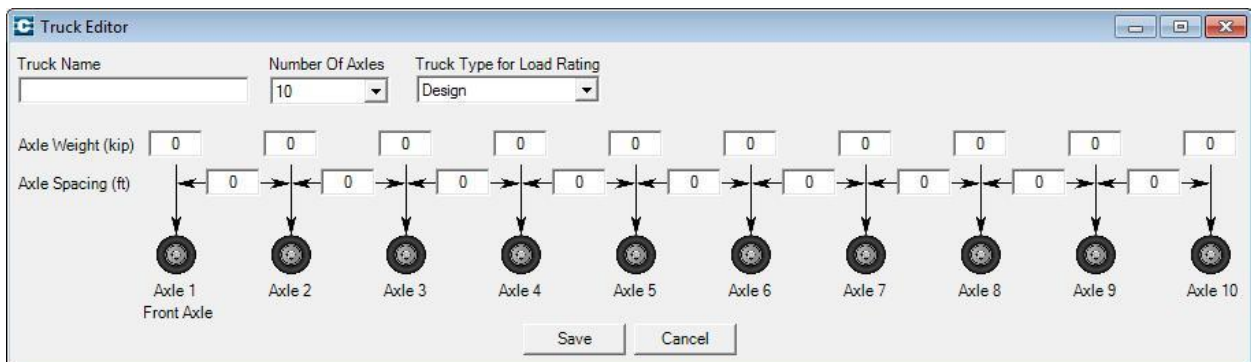 C Truck Editor
Truck Name Number Of Axles Truck Type for Load Rating
10 Design
Axle Weight (kip) 0 0 0 0 0 0 0 0 0 0
Axle Spacing (ft) 0 0 0 0 0 0 0 0 0
Axle 1 Axle 2 Axle 3 Axle 4 Axle 5 Axle 6 Axle 7 Axle 8 Axle 9 Axle 10
Front Axle
Save Cancel